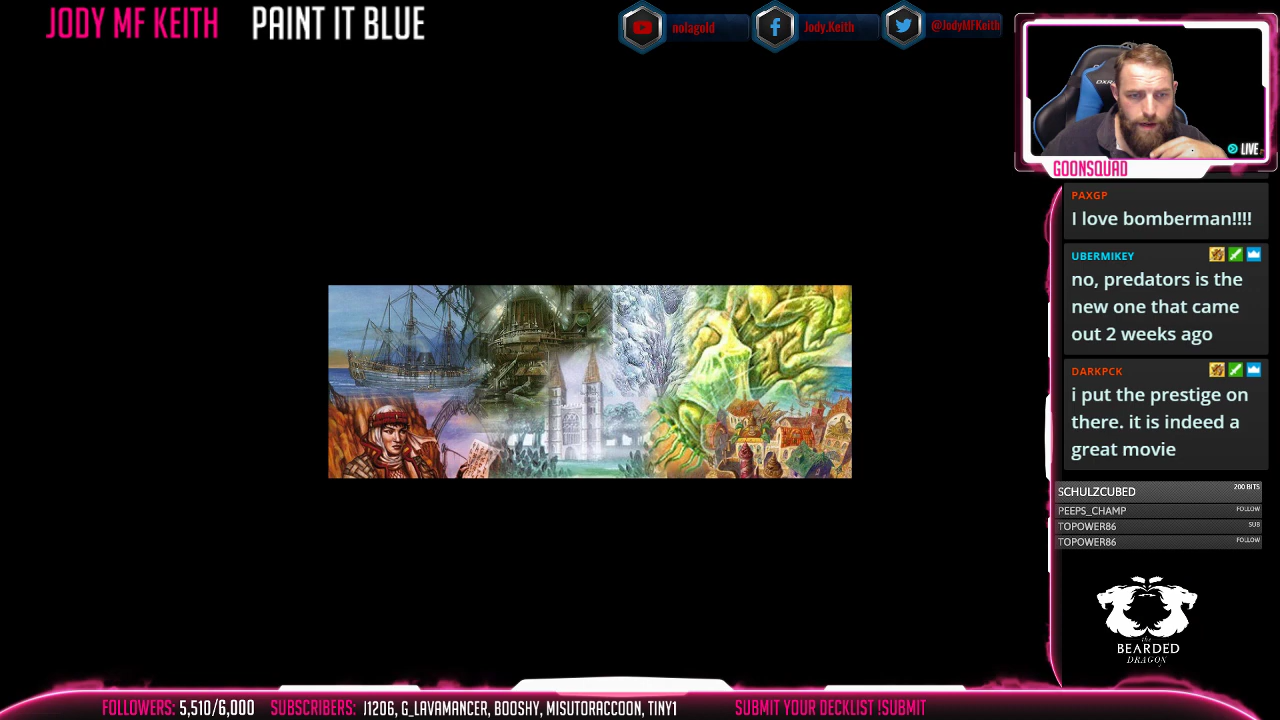 JODY MF KEITH PAINT IT BLUE
nolagold
Jody.Keith
@JodyMFKeith
LIVE
GOONSQUAD
PAXGP
I love bomberman!!!!
UBERMIKEY
no, predators is the
new one that came
out 2 weeks ago
DARKPCK
i put the prestige on
there. it is indeed a
great movie
SCHULZCUBED 200 BITS
PEEPS_CHAMP FOLLOW
TOPOWER86 SUB
TOPOWER86 FOLLOW
the
BEARDED
DRAGON
FOLLOWERS: 5,510/6,000 SUBSCRIBERS: J1206, G_LAVAMANCER, BOOSHY, MISUTORACCOON, TINY1 SUBMIT YOUR DECKLIST !SUBMIT